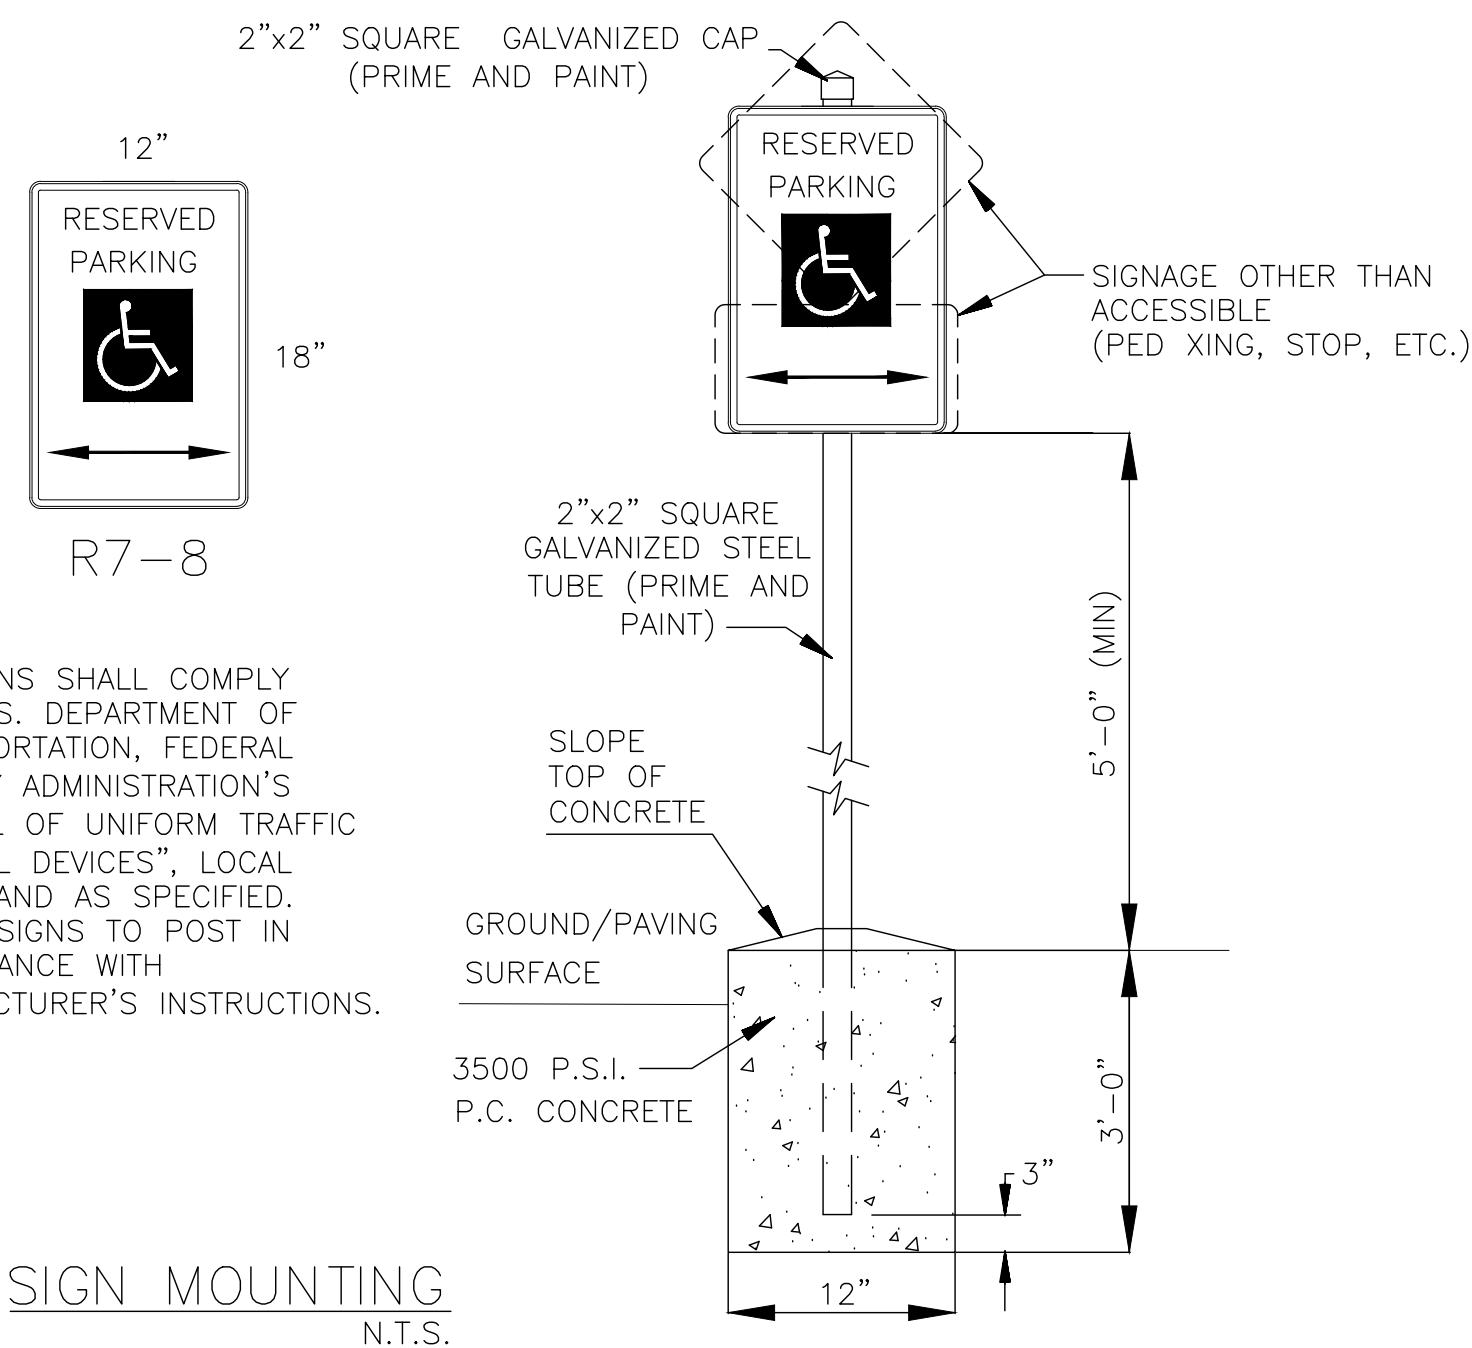 2”x2” SQUARE GALVANIZED CAP
(PRIME AND PAINT)
12”
RESERVED
PARKING
18”
R7-8
RESERVED
PARKING
SIGNAGE OTHER THAN
ACCESSIBLE
(PED XING, STOP, ETC.)
2”x2” SQUARE
GALVANIZED STEEL
TUBE (PRIME AND
PAINT)
5’-0” (MIN)
NS SHALL COMPLY
S. DEPARTMENT OF
ORTATION, FEDERAL
Y ADMINISTRATION’S
L OF UNIFORM TRAFFIC
L DEVICES”, LOCAL
AND AS SPECIFIED.
SIGNS TO POST IN
ANCE WITH
CTURER’S INSTRUCTIONS.
SLOPE
TOP OF
CONCRETE
GROUND/PAVING
SURFACE
3500 P.S.I.
P.C. CONCRETE
3’-0”
3”
12”
SIGN MOUNTING
N.T.S.